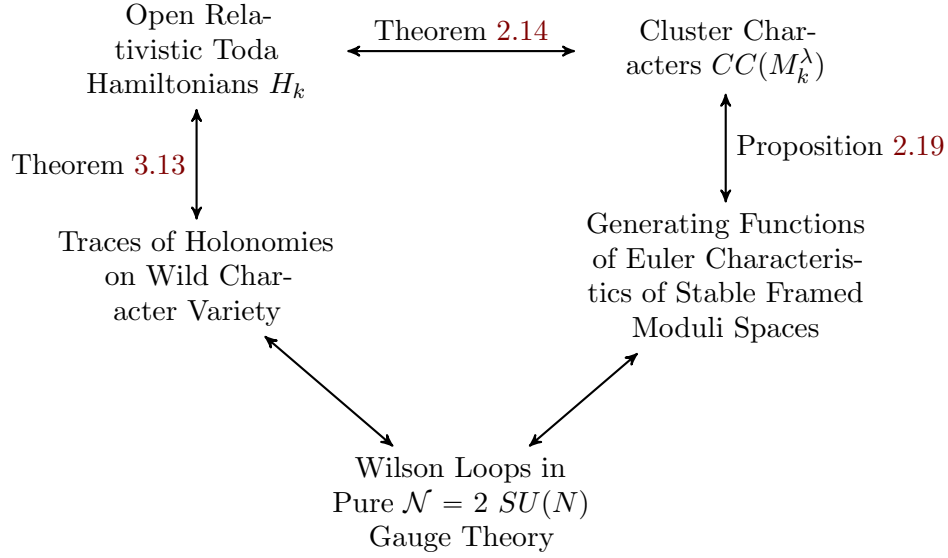 Open Rela-
tivistic Toda
Hamiltonians $H_k$
Theorem 2.14
Cluster Char-
acters $CC(M_k^\lambda)$
Theorem 3.13
Proposition 2.19
Traces of Holonomies
on Wild Char-
acter Variety
Generating Functions
of Euler Characteris-
tics of Stable Framed
Moduli Spaces
Wilson Loops in
Pure $\mathcal{N} = 2$ $SU(N)$
Gauge Theory